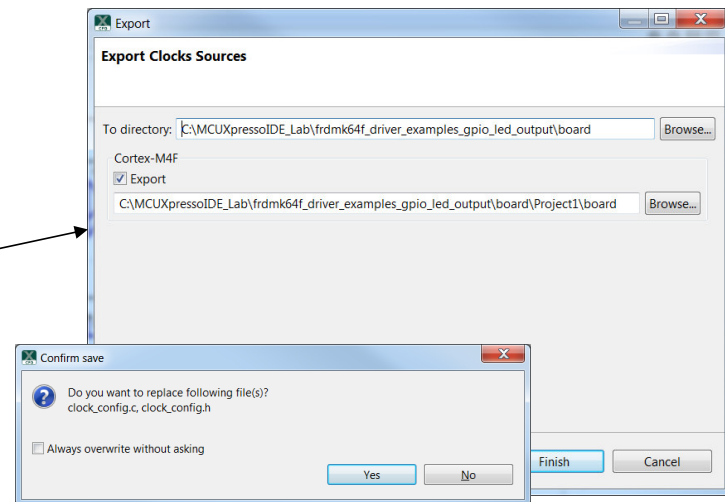 Export
Export Clocks Sources
To directory: C:\MCUXpressoIDE_Lab\frdmk64f_driver_examples_gpio_led_output\board Browse...
Cortex-M4F
Export
C:\MCUXpressoIDE_Lab\frdmk64f_driver_examples_gpio_led_output\board\Project1\board Browse...
Confirm save
Do you want to replace following file(s)?
clock_config.c, clock_config.h
Always overwrite without asking
Yes No
Finish Cancel